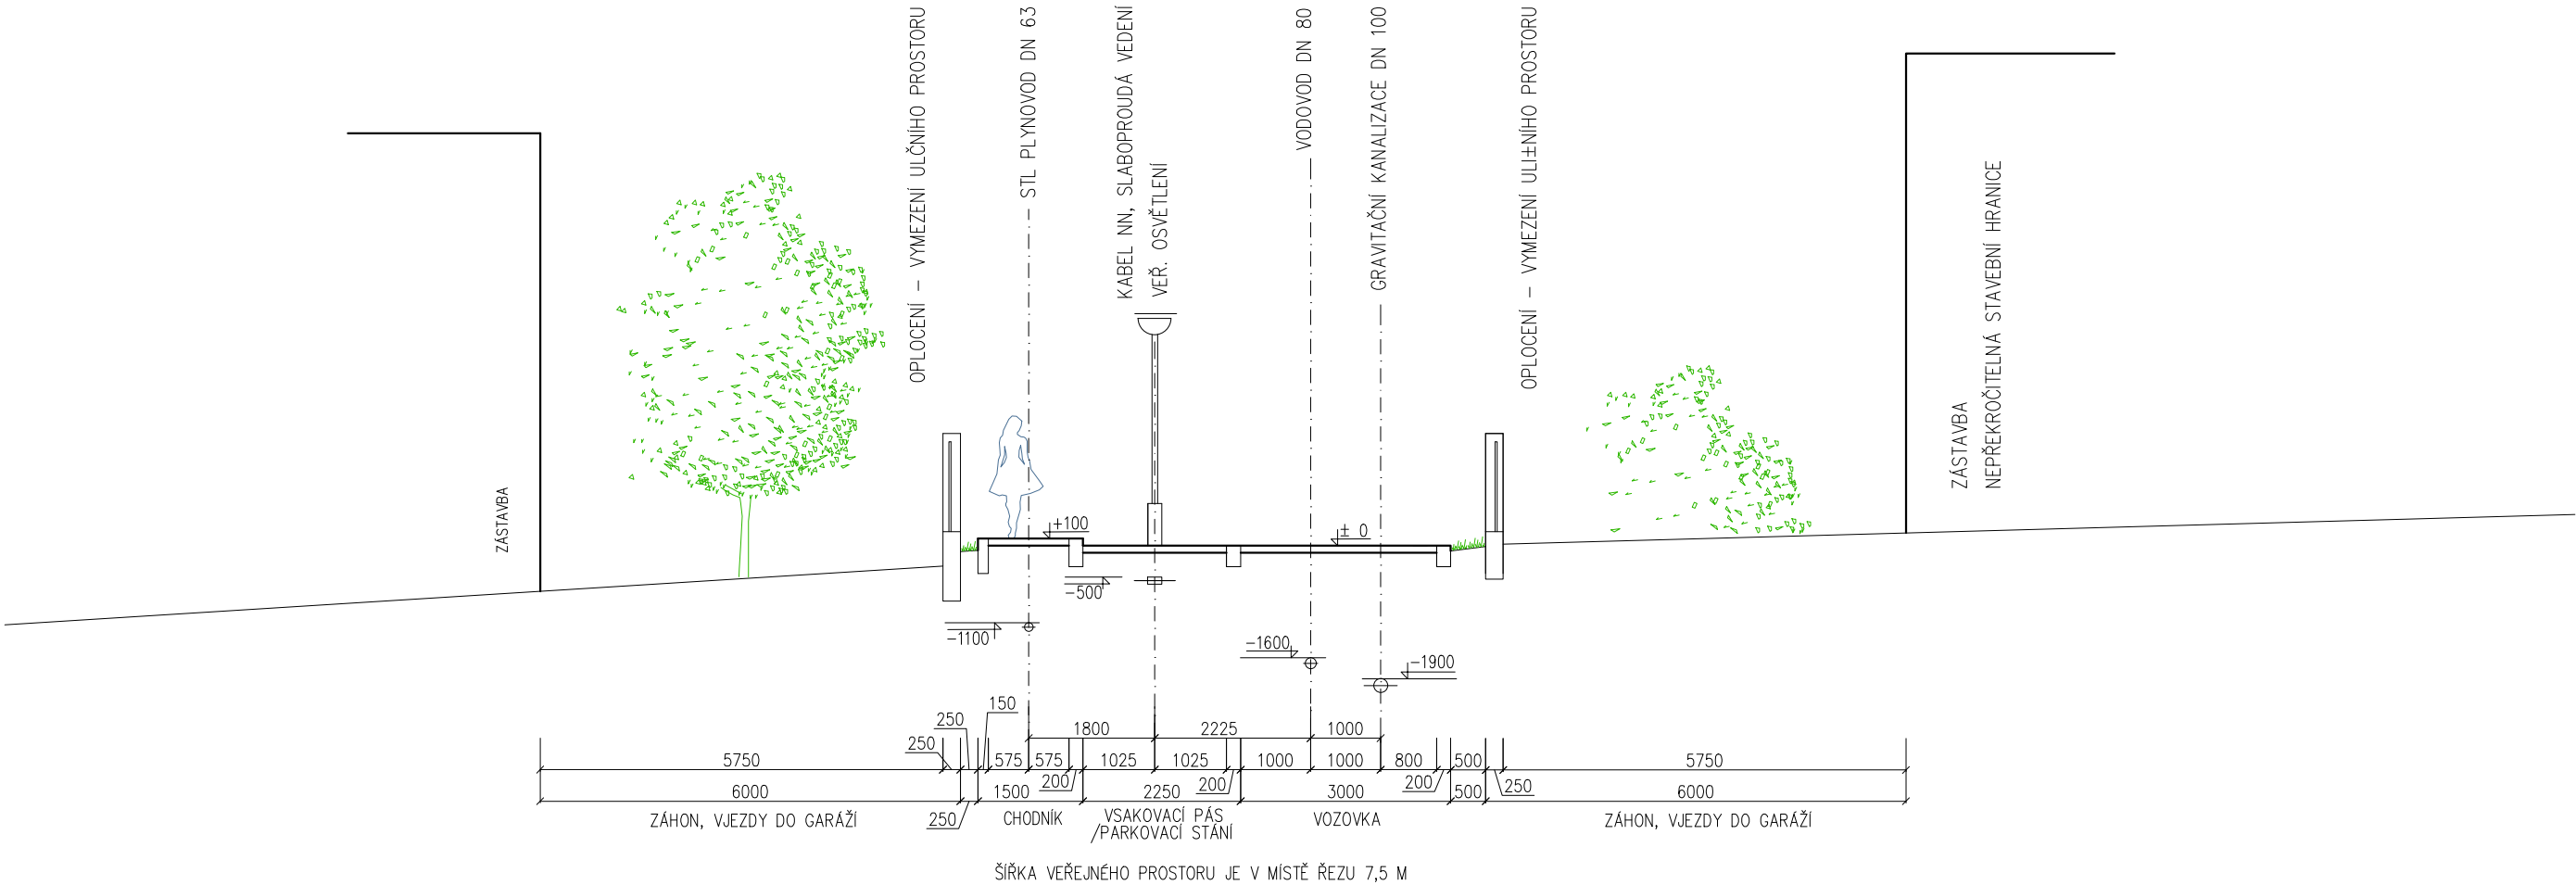 OPLOCENÍ - VYMEZENÍ ULČNÍHO PROSTORU
STL PLYNOVOD DN 63
KABEL NN, SLABOPROUDÁ VEDENÍ
VEŘ. OSVĚTLENÍ
VODOVOD DN 80
GRAVITAČNÍ KANALIZACE DN 100
OPLOCENÍ - VYMEZENÍ ULI±NÍHO PROSTORU
ZÁSTAVBA
ZÁSTAVBA
NEPŘEKROČITELNÁ STAVEBNÍ HRANICE
+100
± 0
-500
-1100
-1600
-1900
150
250
1800
2225
1000
250
5750
575
575
1025
1025
1000
1000
800
500
5750
200
200
200
250
6000
1500
2250
3000
500
6000
250
ZÁHON, VJEZDY DO GARÁŽÍ
CHODNÍK
VSAKOVACÍ PÁS
/PARKOVACÍ STÁNÍ
VOZOVKA
ZÁHON, VJEZDY DO GARÁŽÍ
ŠÍŘKA VEŘEJNÉHO PROSTORU JE V MÍSTĚ ŘEZU 7,5 M